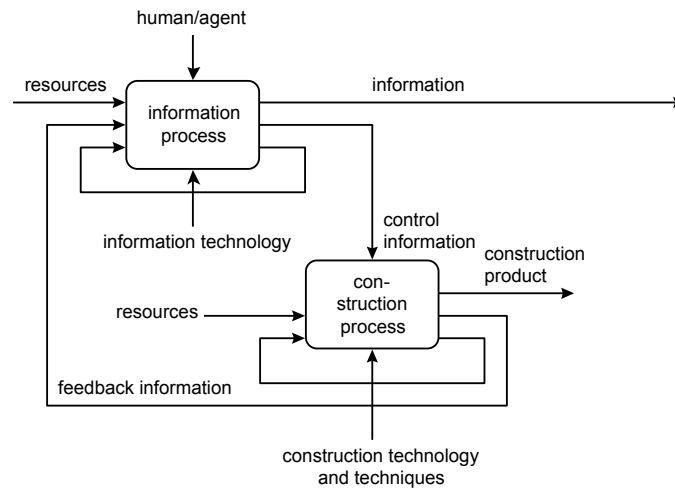 human/agent
resources
information
information
process
information technology
control
information
construction
product
con-
struction
process
resources
feedback information
construction technology
and techniques